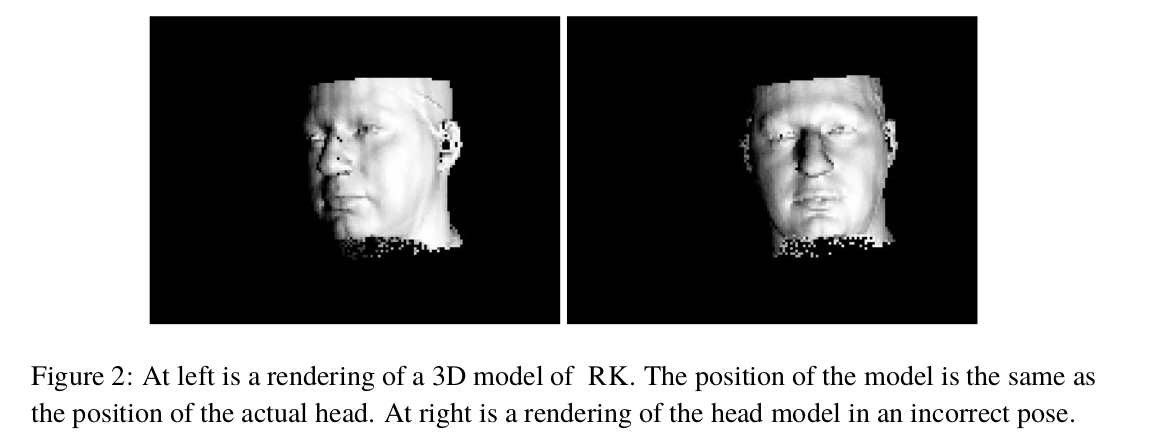 Figure 2: At left is a rendering of a 3D model of RK. The position of the model is the same as
the position of the actual head. At right is a rendering of the head model in an incorrect pose.